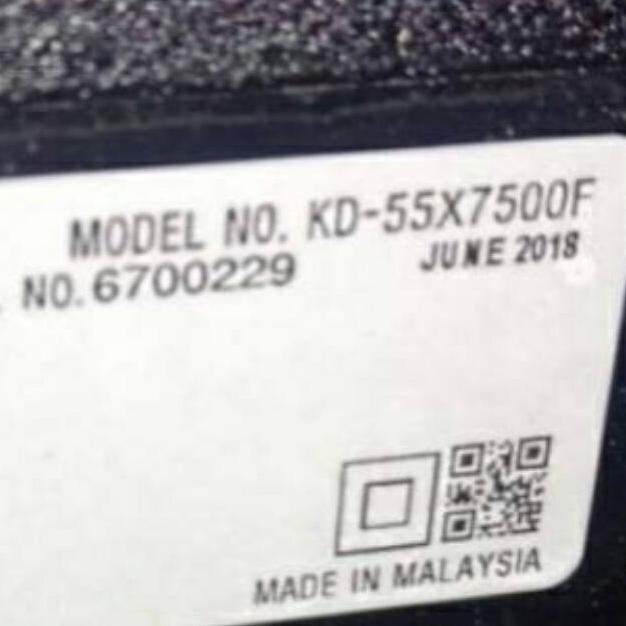 MODEL NO. KD-55X7500F
. NO. 6700229 JUNE 2018
MADE IN MALAYSIA